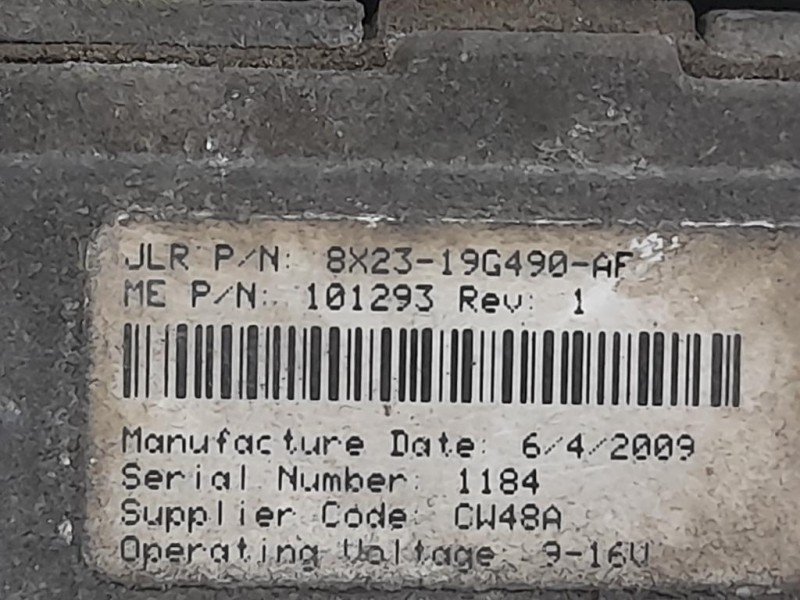 JLR P/N: 8X23-19G490-AF
ME P/N: 101293 Rev: 1
Manufacture Date: 6/4/2009
Serial Number: 1184
Supplier Code: CW48A
Operating Voltage: 9-16V